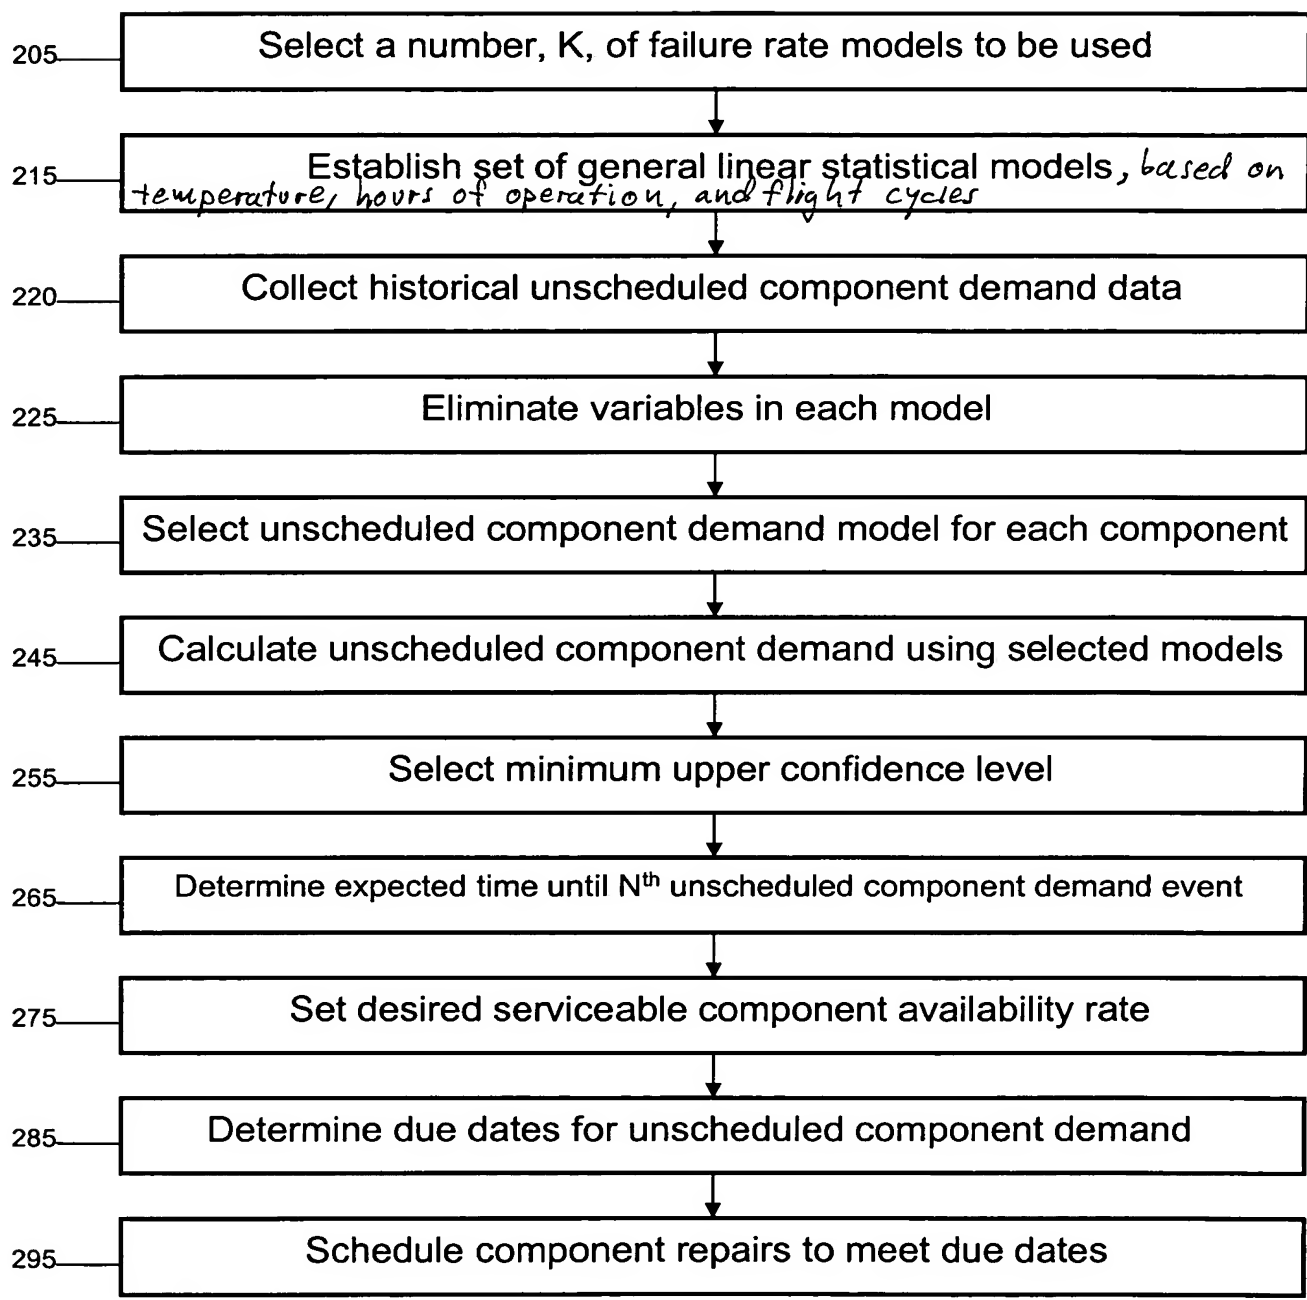 205 Select a number, K, of failure rate models to be used
215 Establish set of general linear statistical models, based on
temperature, hours of operation, and flight cycles
220 Collect historical unscheduled component demand data
225 Eliminate variables in each model
235 Select unscheduled component demand model for each component
245 Calculate unscheduled component demand using selected models
255 Select minimum upper confidence level
265 Determine expected time until Nth unscheduled component demand event
275 Set desired serviceable component availability rate
285 Determine due dates for unscheduled component demand
295 Schedule component repairs to meet due dates